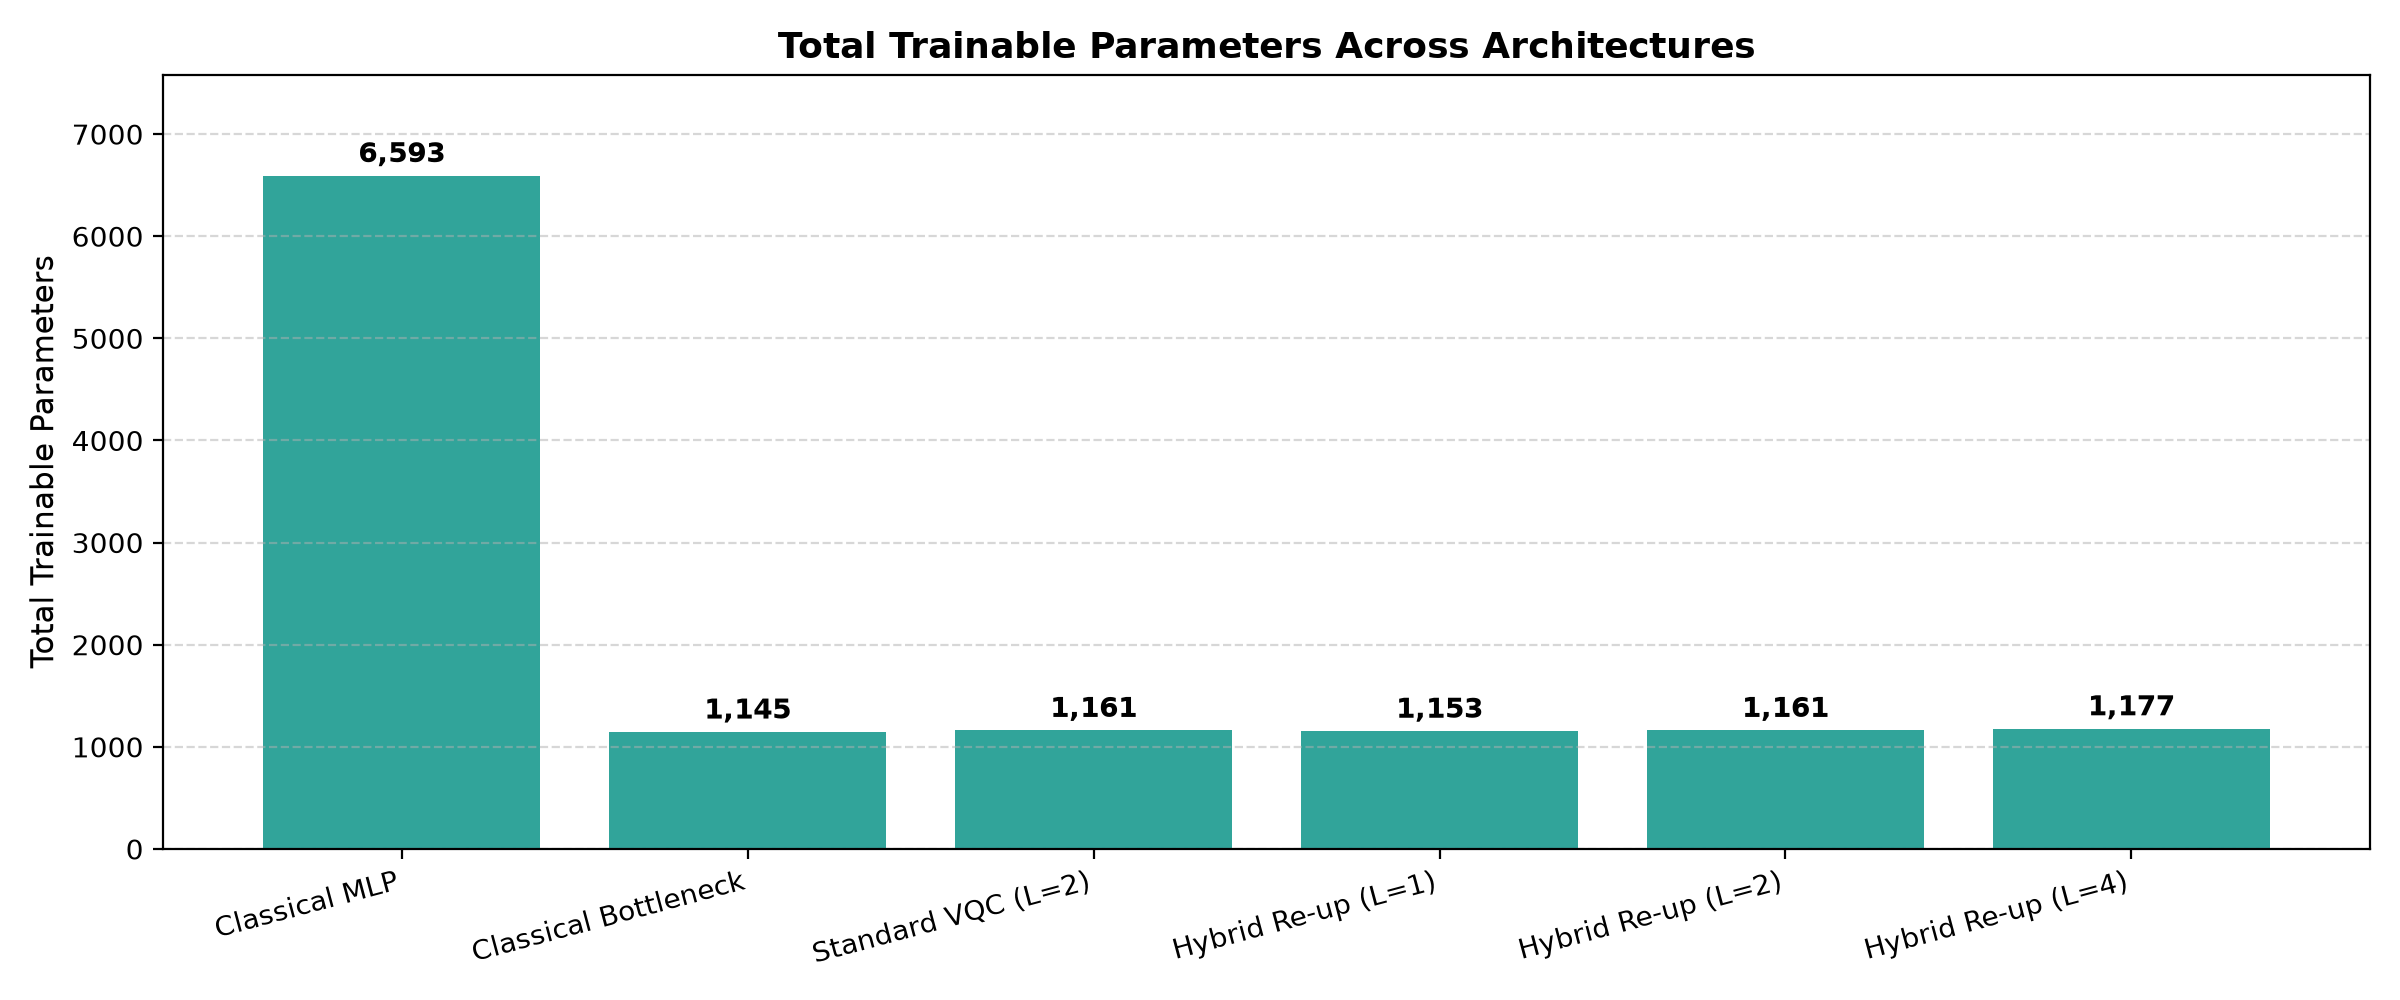 Total Trainable Parameters Across Architectures
Total Trainable Parameters
7000
6000
5000
4000
3000
2000
1000
0
6,593
1,145
1,161
1,153
1,161
1,177
Classical MLP
Classical Bottleneck
Standard VQC (L=2)
Hybrid Re-up (L=1)
Hybrid Re-up (L=2)
Hybrid Re-up (L=4)